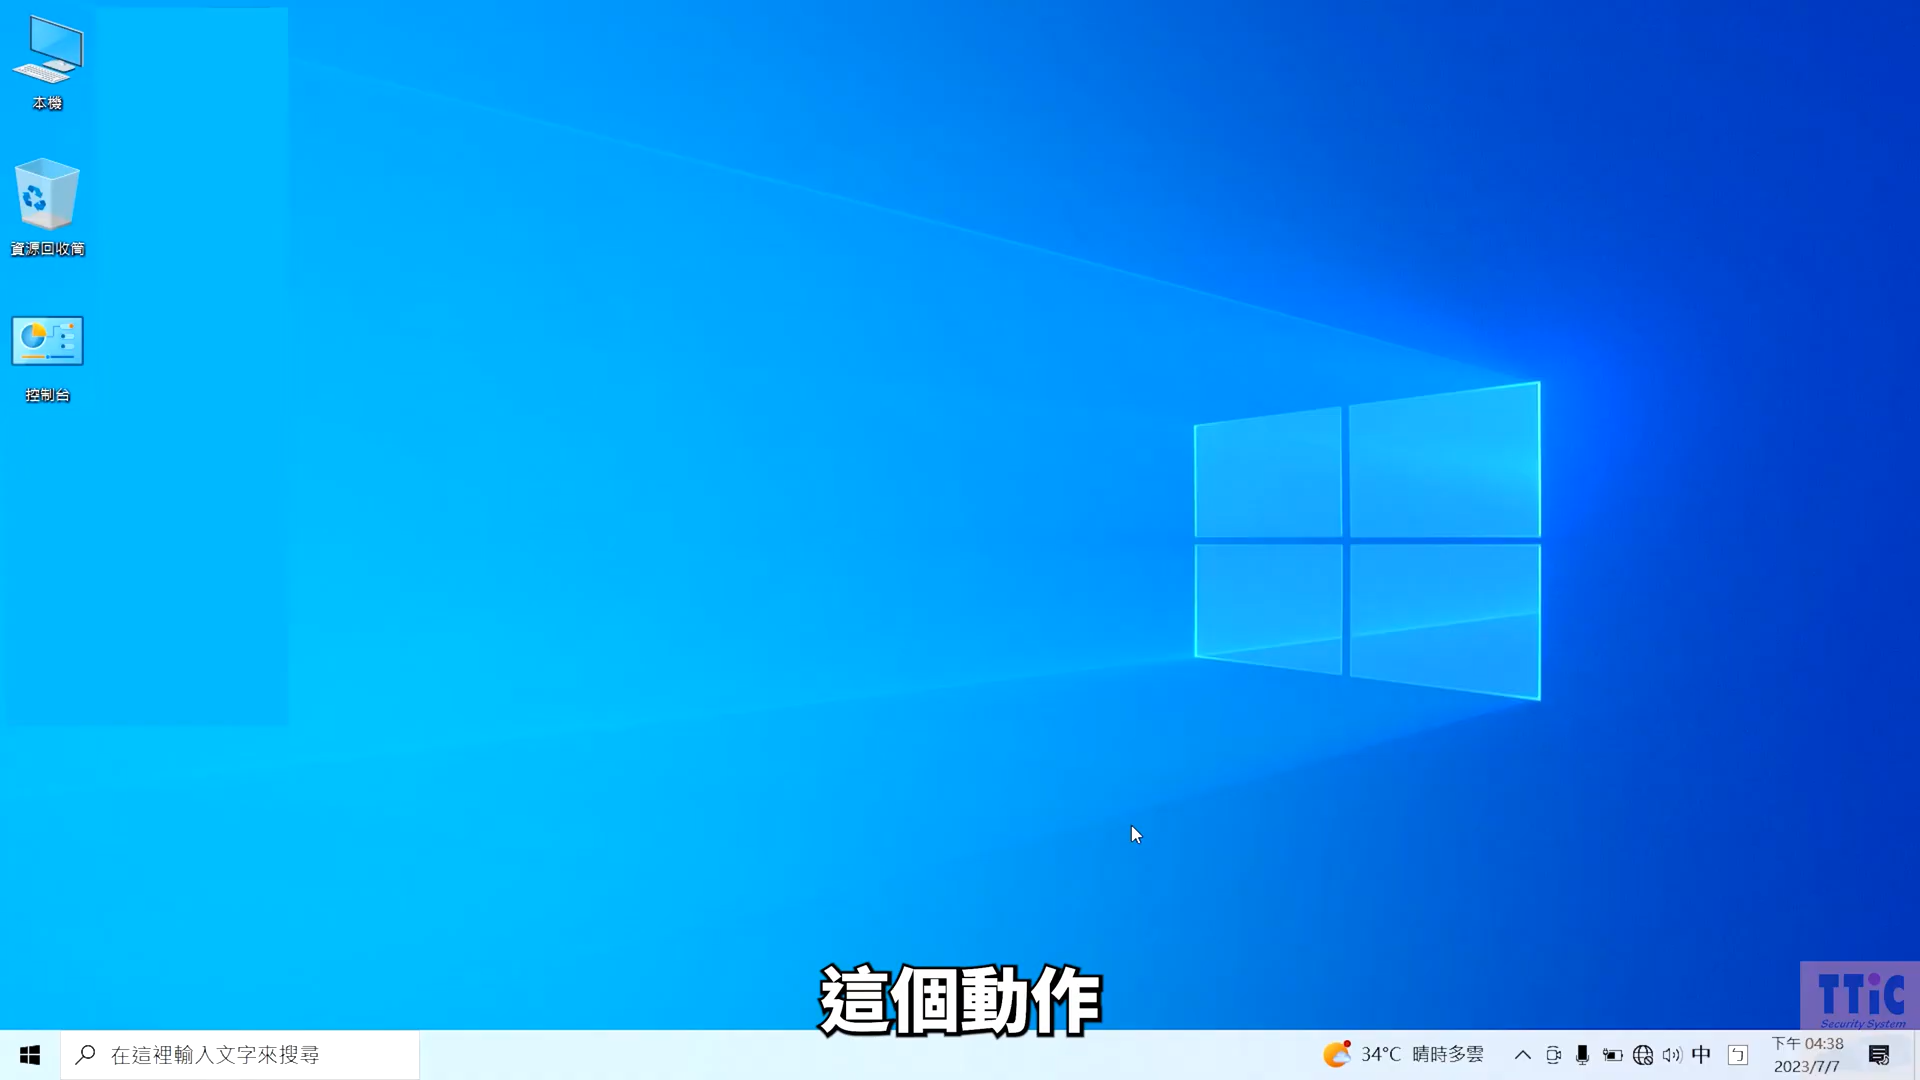 本機
資源回收筒
控制台
這個動作
TTiC
Security System
在這裡輸入文字來搜尋
34°C 晴時多雲
中
ㄅ
下午 04:38
2023/7/7